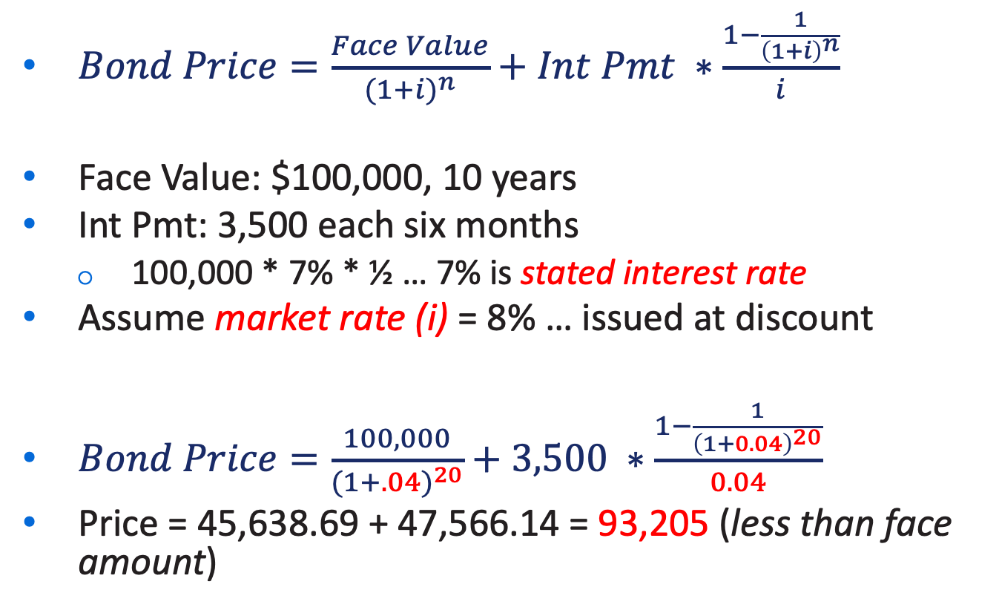 • Bond Price = \frac{Face Value}{(1+i)^n} + Int Pmt * \frac{1-\frac{1}{(1+i)^n}}{i}
• Face Value: $100,000, 10 years
• Int Pmt: 3,500 each six months
o 100,000 * 7% * ½ ... 7% is stated interest rate
• Assume market rate (i) = 8% ... issued at discount
• Bond Price = \frac{100,000}{(1+.04)^{20}} + 3,500 * \frac{1-\frac{1}{(1+0.04)^{20}}}{0.04}
• Price = 45,638.69 + 47,566.14 = 93,205 (less than face
amount)